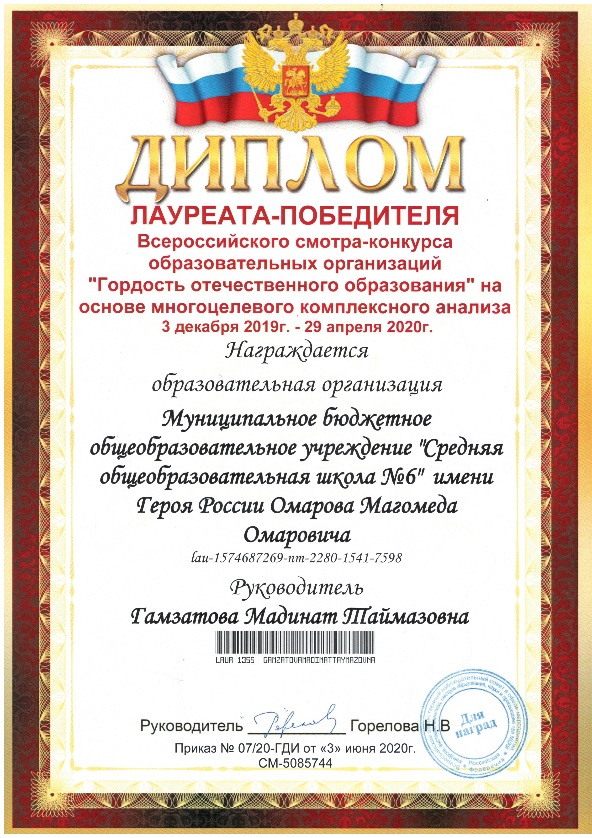 ДИПЛОМ
ЛАУРЕАТА-ПОБЕДИТЕЛЯ
Всероссийского смотра-конкурса
образовательных организаций
"Гордость отечественного образования" на
основе многоцелевого комплексного анализа
3 декабря 2019г. - 29 апреля 2020г.
Награждается
образовательная организация
Муниципальное бюджетное
общеобразовательное учреждение "Средняя
общеобразовательная школа №6" имени
Героя России Омарова Магомеда
Омаровича
lau-1574687269-nm-2280-1541-7598
Руководитель
Гамзатова Мадинат Таймазовна
LAUR 1355 GAMZATOVAMADINATTAYMAZOVNA
Руководитель Горелова Н.В
Приказ № 07/20-ГДИ от «3» июня 2020г.
СМ-5085744
Для
наград